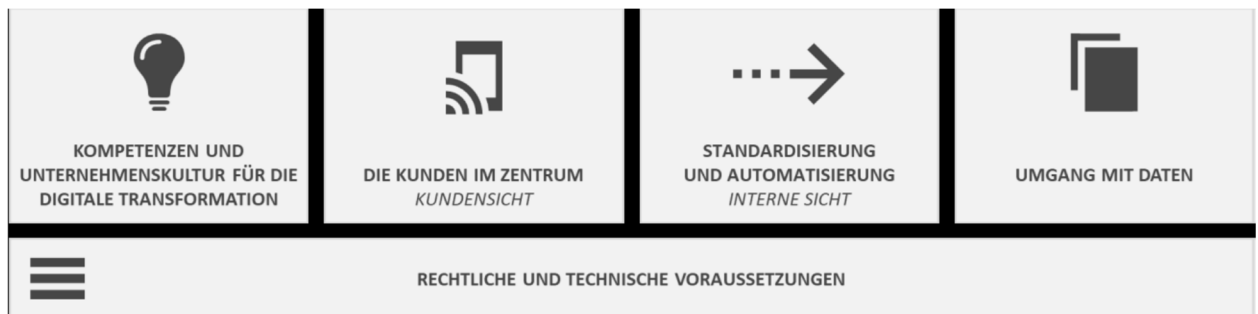 KOMPETENZEN UND
UNTERNEHMENSKULTUR FÜR DIE
DIGITALE TRANSFORMATION
DIE KUNDEN IM ZENTRUM
KUNDENSICHT
STANDARDISIERUNG
UND AUTOMATISIERUNG
INTERNE SICHT
UMGANG MIT DATEN
RECHTLICHE UND TECHNISCHE VORAUSSETZUNGEN